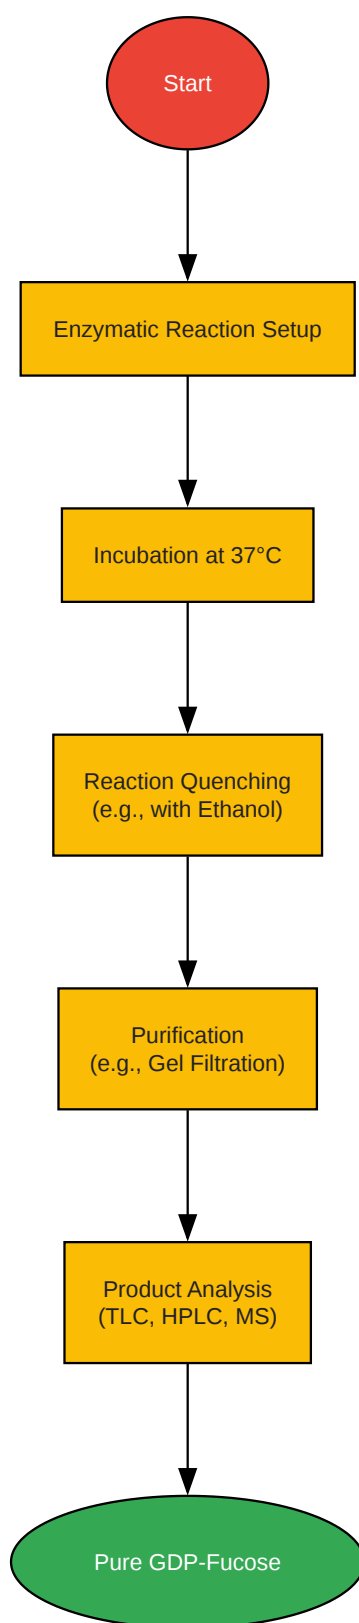 Start
Enzymatic Reaction Setup
Incubation at 37°C
Reaction Quenching
(e.g., with Ethanol)
Purification
(e.g., Gel Filtration)
Product Analysis
(TLC, HPLC, MS)
Pure GDP-Fucose